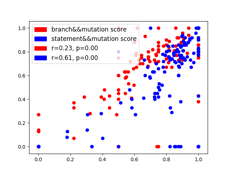 branch&&mutation score
statement&&mutation score
r=0.23, p=0.00
r=0.61, p=0.00
1.0
0.8
0.6
0.4
0.2
0.0
0.0 0.2 0.4 0.6 0.8 1.0